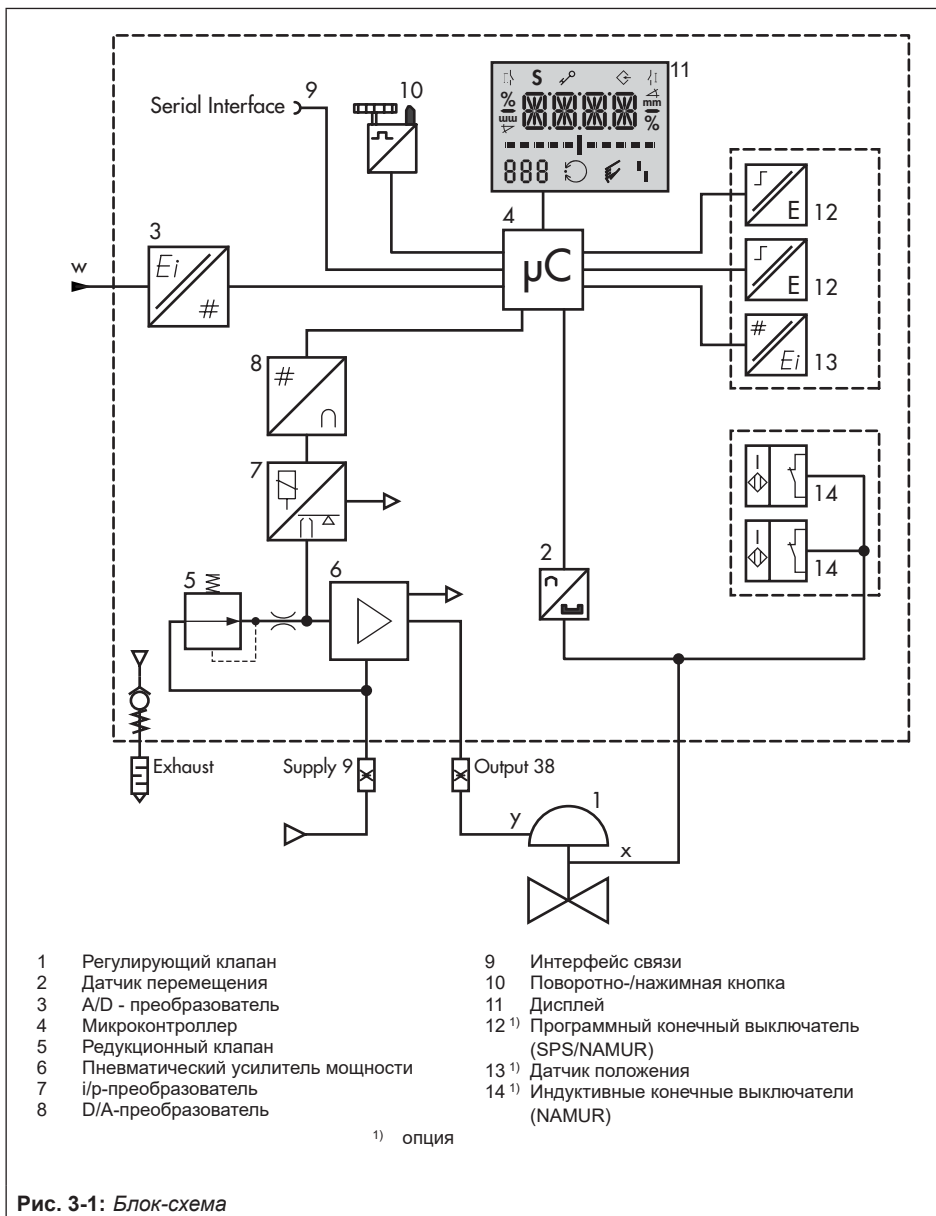 Serial Interface
9
10
11
S
%
mm
mm
%
888
3
w
Ei
#
4
µC
E 12
E 12
#
Ei 13
8
#
7
14
14
2
5
6
Exhaust
Supply 9
Output 38
1
y
x
1 Регулирующий клапан
2 Датчик перемещения
3 A/D - преобразователь
4 Микроконтроллер
5 Редукционный клапан
6 Пневматический усилитель мощности
7 i/p-преобразователь
8 D/A-преобразователь
9 Интерфейс связи
10 Поворотно-/нажимная кнопка
11 Дисплей
12 1) Программный конечный выключатель
(SPS/NAMUR)
13 1) Датчик положения
14 1) Индуктивные конечные выключатели
(NAMUR)
1) опция
Рис. 3-1: Блок-схема